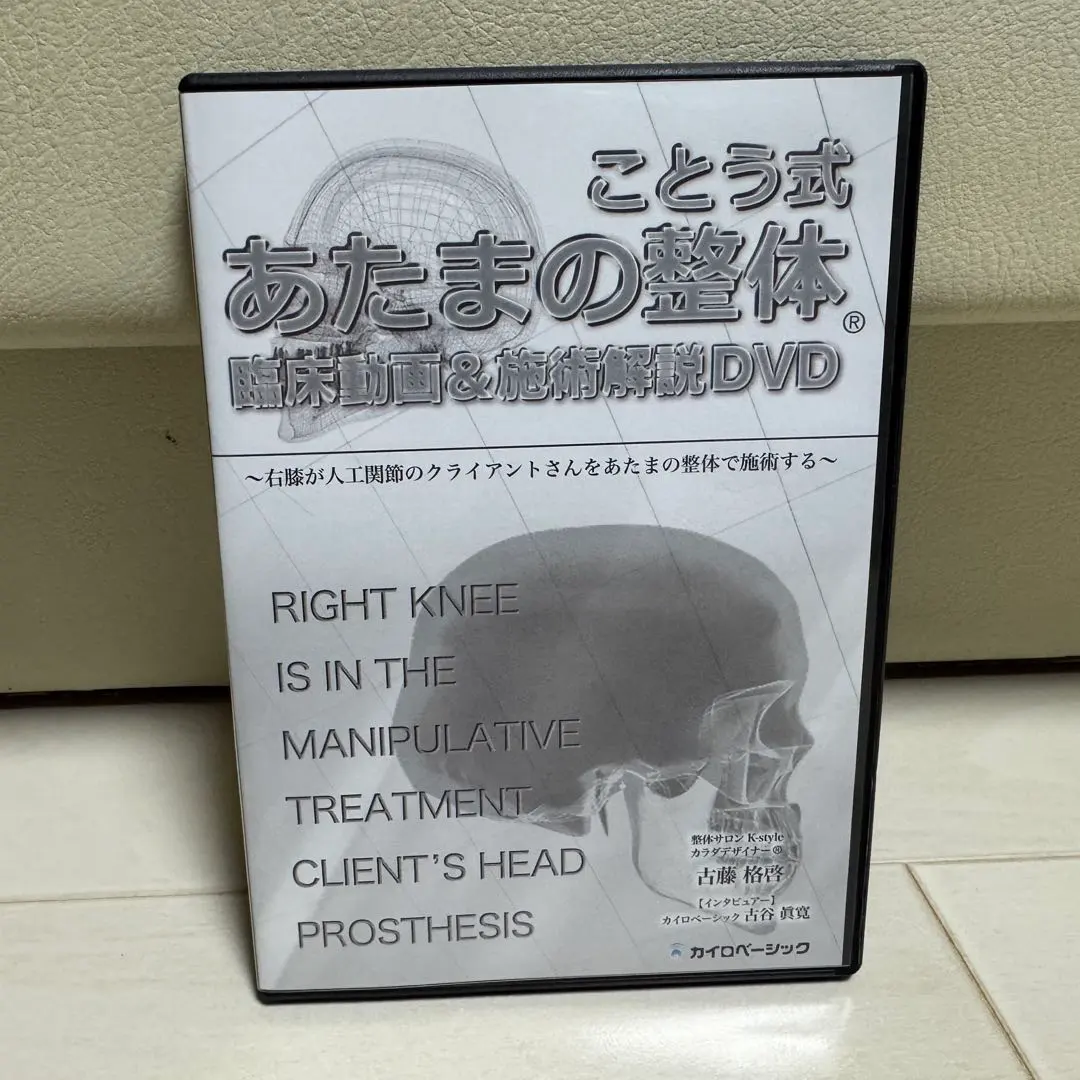 ことう式
あたまの整体®
臨床動画&施術解説DVD
〜右膝が人工関節のクライアントさんをあたまの整体で施術する〜
RIGHT KNEE
IS IN THE
MANIPULATIVE
TREATMENT
CLIENT'S HEAD
PROSTHESIS
整体サロン K-style
カラダデザイナー®
古藤 格啓
【インタビュアー】
カイロベーシック 古谷 眞寛
カイロベーシック